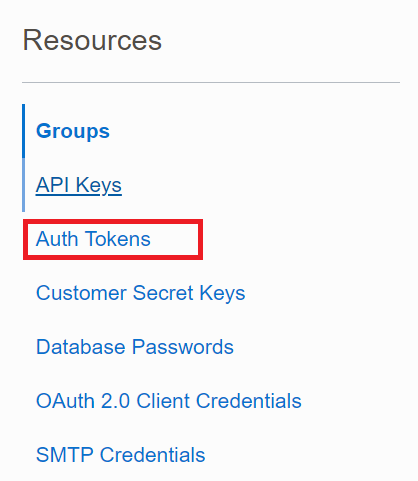 Resources
Groups
API Keys
Auth Tokens
Customer Secret Keys
Database Passwords
OAuth 2.0 Client Credentials
SMTP Credentials